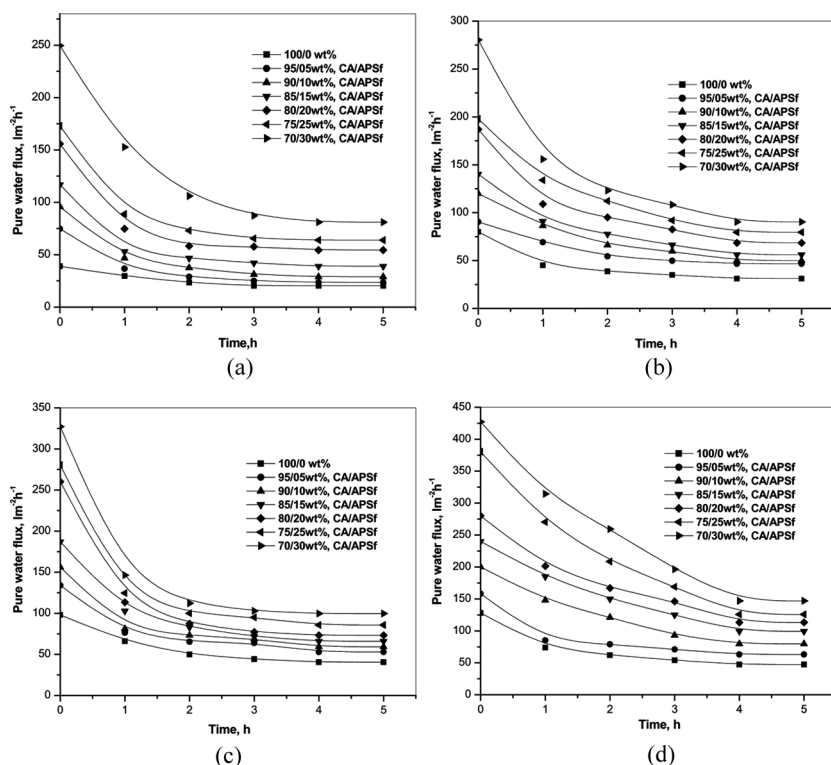 Pure water flux, lm⁻²h⁻¹
250
200
150
100
50
0
100/0 wt%
95/05wt%, CA/APSf
90/10wt%, CA/APSf
85/15wt%, CA/APSf
80/20wt%, CA/APSf
75/25wt%, CA/APSf
70/30wt%, CA/APSf
0 1 2 3 4 5
Time,h
(a)
Pure water flux, lm⁻²h⁻¹
300
250
200
150
100
50
0
100/0 wt%
95/05wt%, CA/APSf
90/10wt%, CA/APSf
85/15wt%, CA/APSf
80/20wt%, CA/APSf
75/25wt%, CA/APSf
70/30wt%, CA/APSf
0 1 2 3 4 5
Time, h
(b)
Pure water flux, lm⁻²h⁻¹
350
300
250
200
150
100
50
0
100/0 wt%
95/05wt%, CA/APSf
90/10wt%, CA/APSf
85/15wt%, CA/APSf
80/20wt%, CA/APSf
75/25wt%, CA/APSf
70/30wt%, CA/APSf
0 1 2 3 4 5
Time, h
(c)
Pure water flux, lm⁻²h⁻¹
450
400
350
300
250
200
150
100
50
0
100/0 wt%
95/05wt%, CA/APSf
90/10wt%, CA/APSf
85/15wt%, CA/APSf
80/20wt%, CA/APSf
75/25wt%, CA/APSf
70/30wt%, CA/APSf
0 1 2 3 4 5
Time, h
(d)